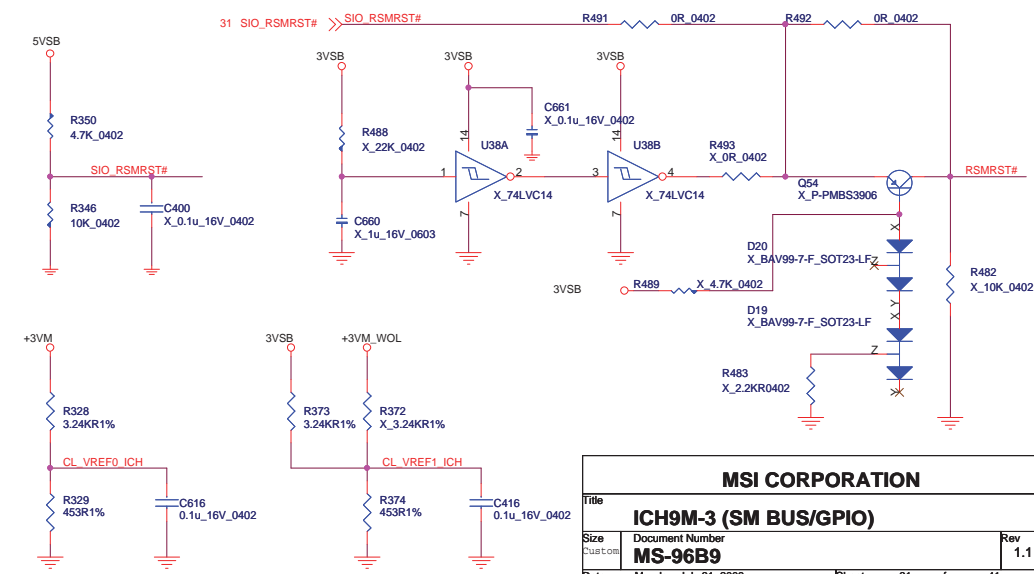 31 SIO_RSMRST#
SIO_RSMRST#
R491
0R_0402
R492
0R_0402
5VSB
3VSB
3VSB
3VSB
R350
4.7K_0402
R488
X_22K_0402
14
C661
X_0.1u_16V_0402
U38A
14
U38B
R493
X_0R_0402
SIO_RSMRST#
1
2
3
4
RSMRST#
X_74LVC14
X_74LVC14
Q54
X_P-PMBS3906
R346
10K_0402
C400
X_0.1u_16V_0402
7
7
C660
X_1u_16V_0603
X
D20
X_BAV99-7-F_SOT23-LF
Z
R482
X_10K_0402
3VSB
R489
X_4.7K_0402
Y
X
D19
X_BAV99-7-F_SOT23-LF
Z
+3VM
3VSB
+3VM_WOL
R483
X_2.2KR0402
Y
R328
3.24KR1%
R373
3.24KR1%
R372
X_3.24KR1%
CL_VREF0_ICH
CL_VREF1_ICH
R329
453R1%
C616
0.1u_16V_0402
R374
453R1%
C416
0.1u_16V_0402
MSI CORPORATION
Title
ICH9M-3 (SM BUS/GPIO)
Size
Custom
Document Number
MS-96B9
Rev
1.1